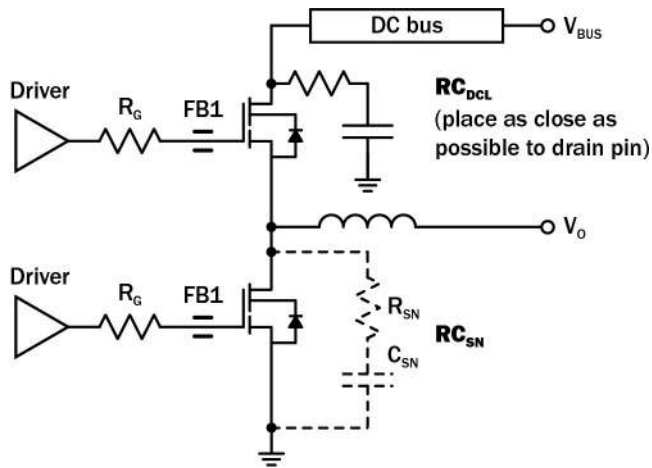 DC bus
V_BUS
Driver
R_G
FB1
RC_DCL
(place as close as
possible to drain pin)
V_O
Driver
R_G
FB1
R_SN
RC_SN
C_SN